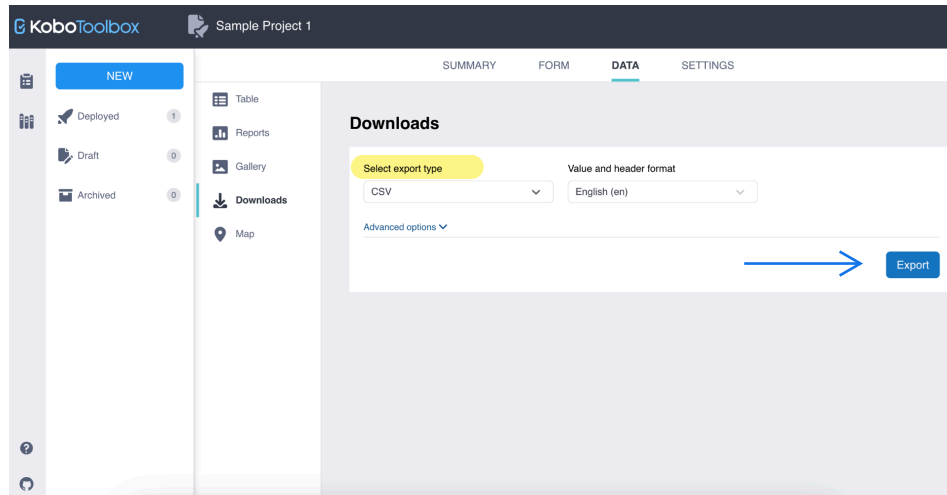 KoboToolbox
Sample Project 1
SUMMARY FORM DATA SETTINGS
NEW
Deployed 1
Draft 0
Archived 0
Table
Reports
Gallery
Downloads
Map
Downloads
Select export type
Value and header format
CSV
English (en)
Advanced options
Export